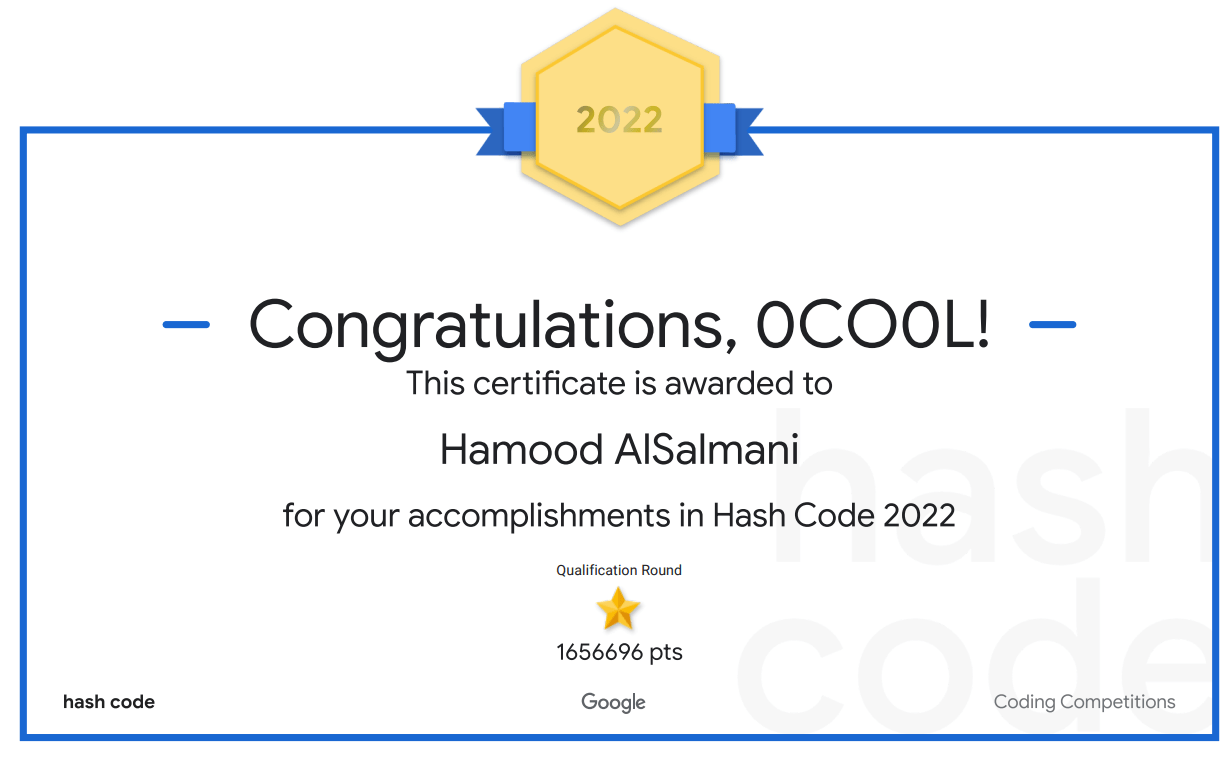 2022
Congratulations, 0CO0L!
This certificate is awarded to
Hamood AlSalmani
for your accomplishments in Hash Code 2022
Qualification Round
1656696 pts
hash
code
hash code
Google
Coding Competitions